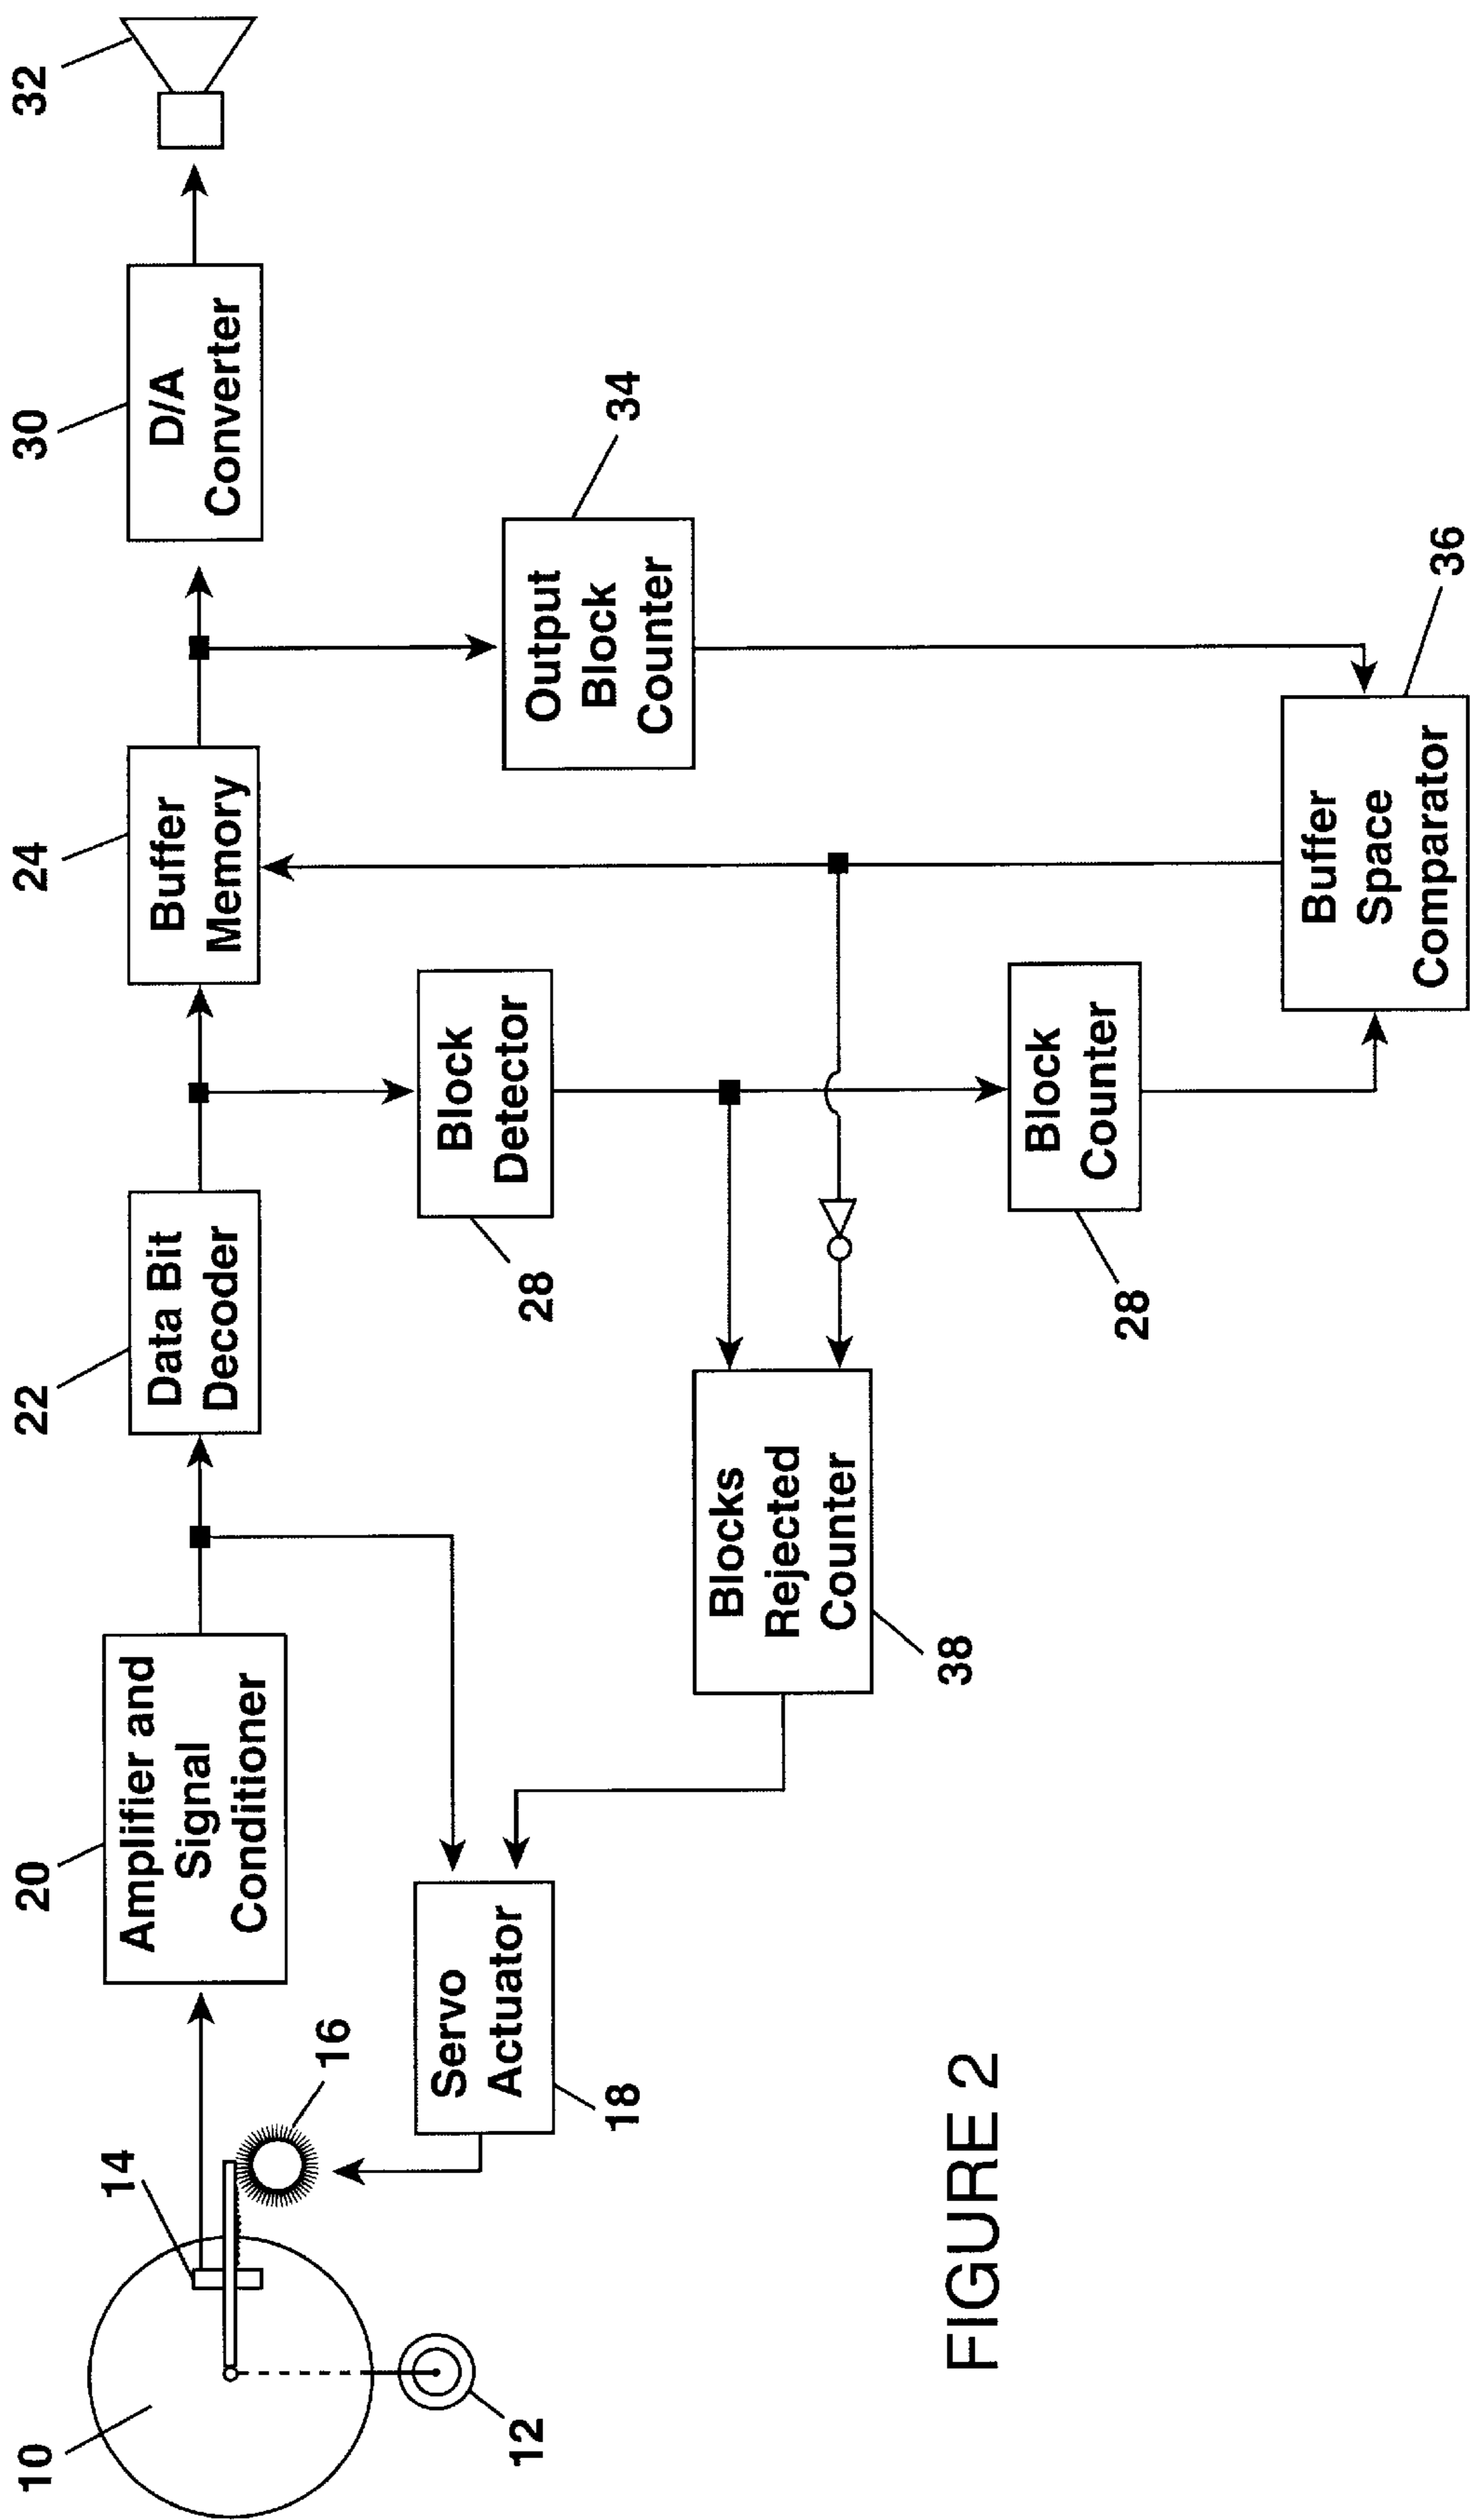 10
12
14
16
Servo
Actuator
18
20
Amplifier and
Signal
Conditioner
22
Data Bit
Decoder
24
Buffer
Memory
30
D/A
Converter
32
Block
Detector
28
Output
Block
Counter
34
Blocks
Rejected
Counter
38
Block
Counter
28
Buffer
Space
Comparator
36
FIGURE 2